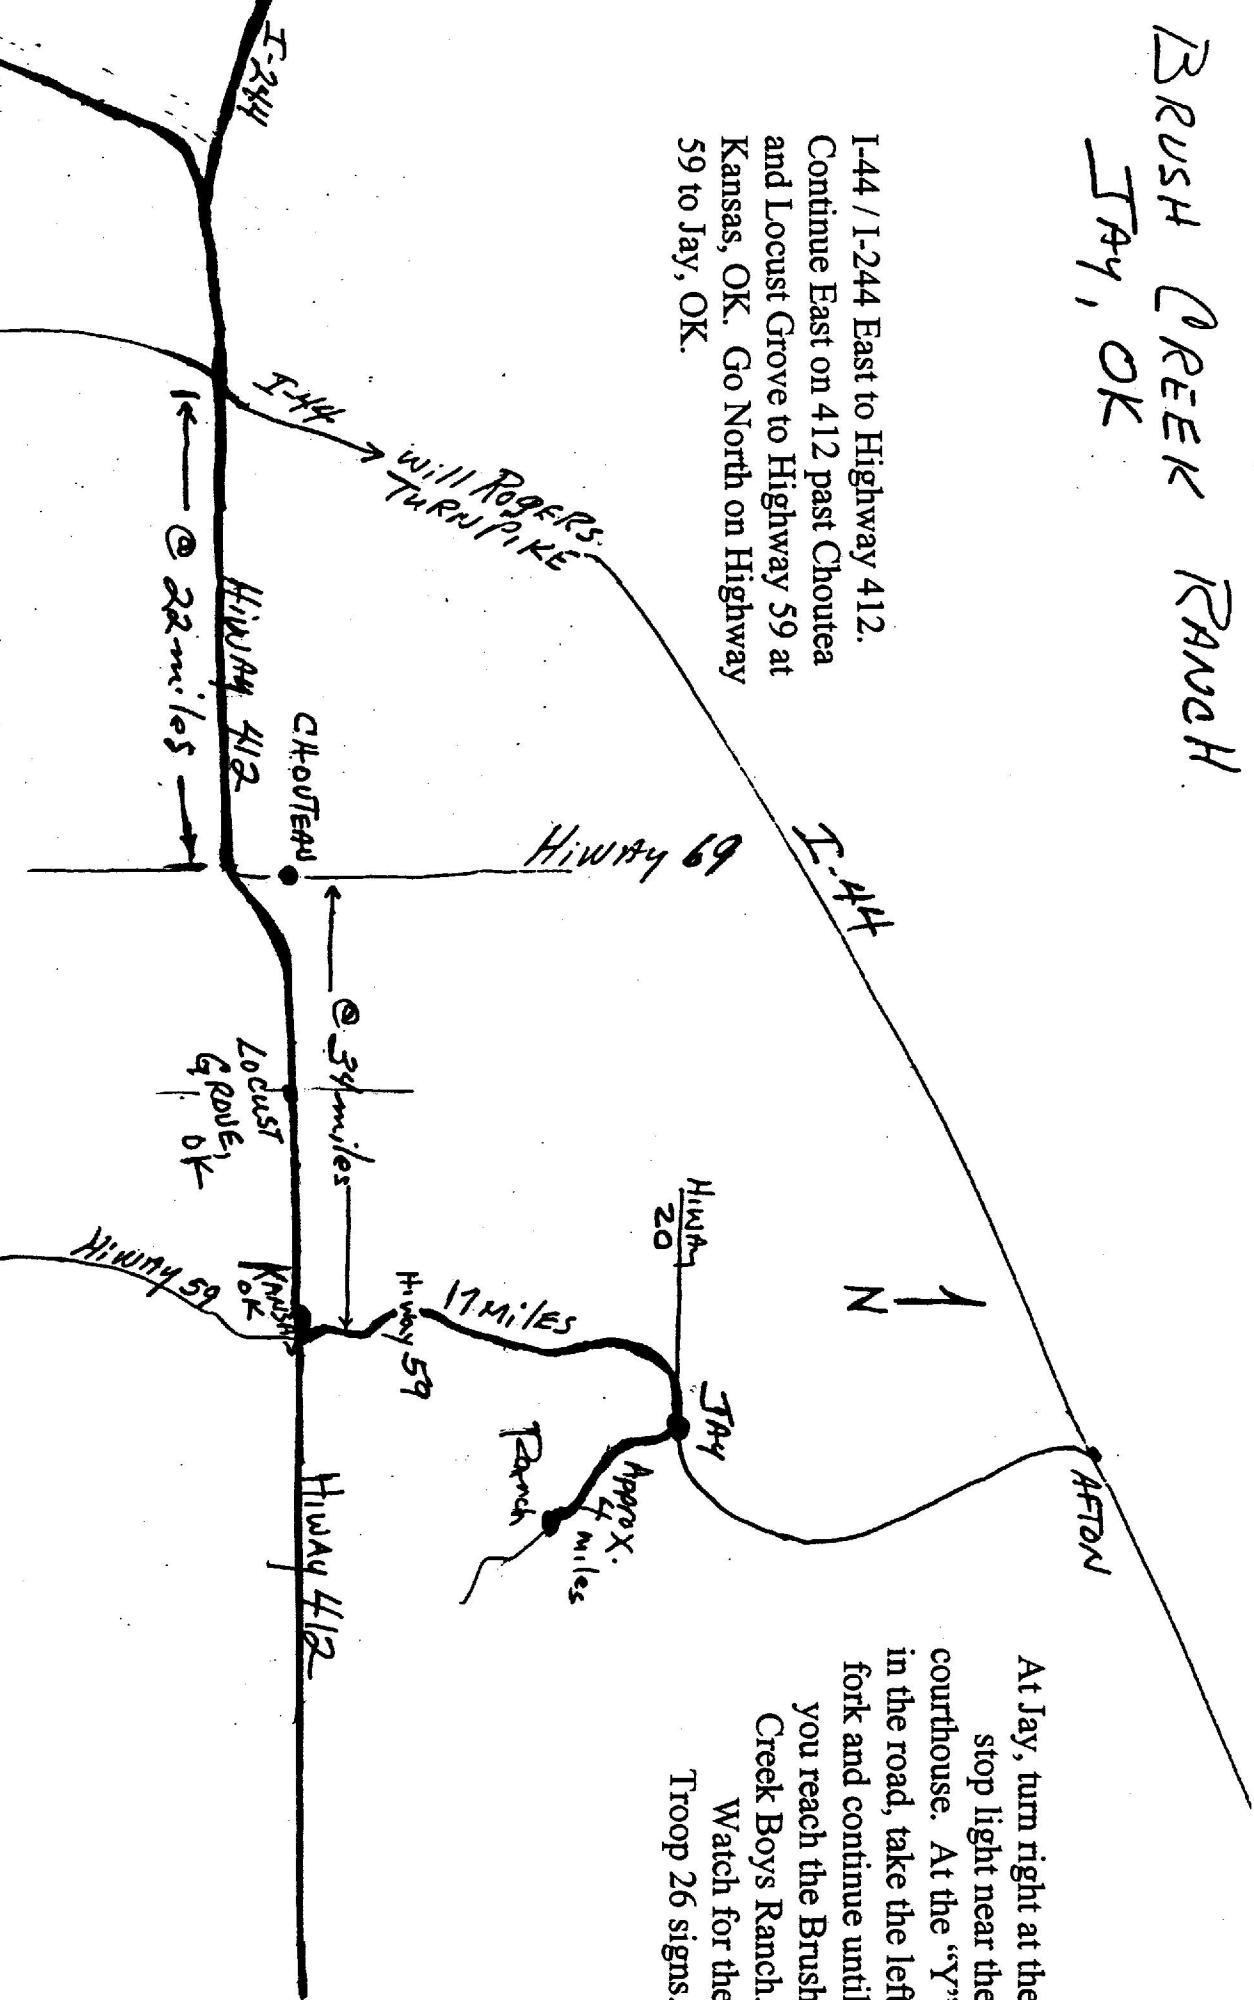 BRUSH CREEK RANCH
JAY, OK
I-44 / I-244 East to Highway 412.
Continue East on 412 past Choutea
and Locust Grove to Highway 59 at
Kansas, OK.  Go North on Highway
59 to Jay, OK.
At Jay, turn right at the
stop light near the
courthouse.  At the "Y"
in the road, take the left
fork and continue until
you reach the Brush
Creek Boys Ranch.
Watch for the
Troop 26 signs.
I-44
AFTON
N
Will ROGERS
TURNPIKE
HiWAY 69
HiWAY
20
JAY
17 MiLES
Approx.
4 miles
Ranch
I-244
I-44
CHOUTEAU
@ 34 miles
Hiway 59
HiWAY 412
@ 22 miles
LOCUST
GROVE,
OK
KANSAS
OK
HiWAY 59
HiWAY 412